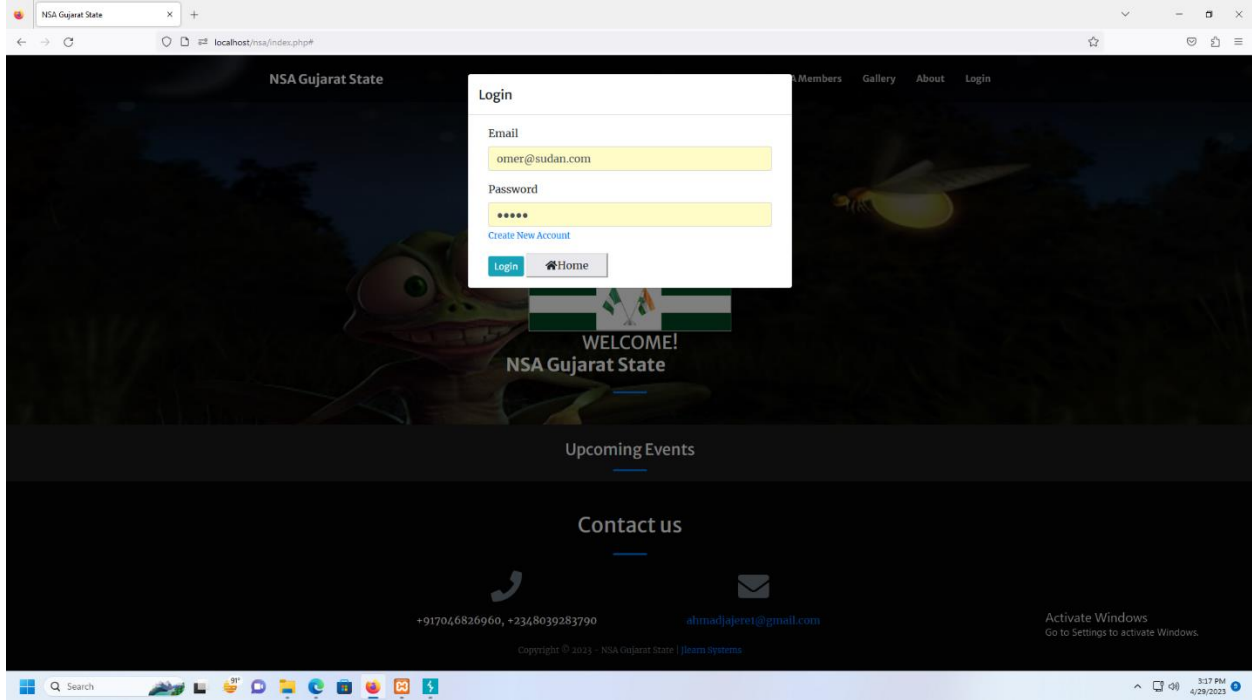 NSA Gujarat State
localhost/nsa/index.php#
NSA Gujarat State
Members Gallery About Login
Login
Email
omer@sudan.com
Password
•••••
Create New Account
Login Home
WELCOME!
NSA Gujarat State
Upcoming Events
Contact us
+917046826960, +2348039283790
ahmadjajere1@gmail.com
Copyright © 2023 - NSA Gujarat State | Jlearn Systems
Activate Windows
Go to Settings to activate Windows.
Search
91°
3:17 PM
4/29/2023